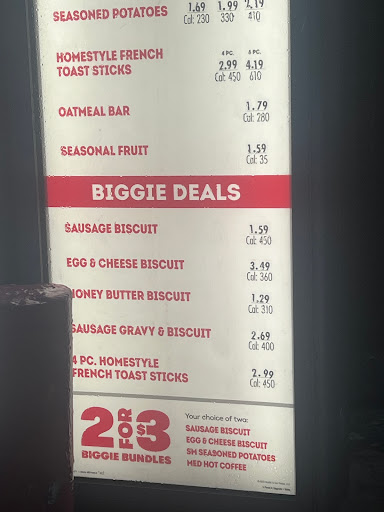 SEASONED POTATOES 1.69 1.99 2.19
Cal: 230 330 410
4 PC. 6 PC.
HOMESTYLE FRENCH 2.99 4.19
TOAST STICKS Cal: 450 610
OATMEAL BAR 1.79
Cal: 280
SEASONAL FRUIT 1.59
Cal: 35
BIGGIE DEALS
SAUSAGE BISCUIT 1.59
Cal: 450
EGG & CHEESE BISCUIT 3.49
Cal: 360
HONEY BUTTER BISCUIT 1.29
Cal: 310
SAUSAGE GRAVY & BISCUIT 2.69
Cal: 400
4 PC. HOMESTYLE
FRENCH TOAST STICKS 2.99
Cal: 450
2 FOR $3
BIGGIE BUNDLES
Your choice of two:
SAUSAGE BISCUIT
EGG & CHEESE BISCUIT
SM SEASONED POTATOES
MED HOT COFFEE